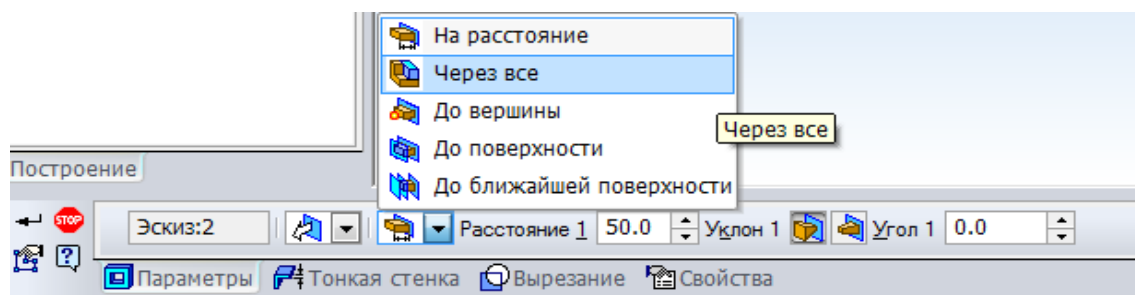 На расстояние
Через все
До вершины
Через все
До поверхности
Построение
До ближайшей поверхности
STOP Эскиз:2 Расстояние 1 50.0 Уклон 1 Угол 1 0.0
Параметры Тонкая стенка Вырезание Свойства